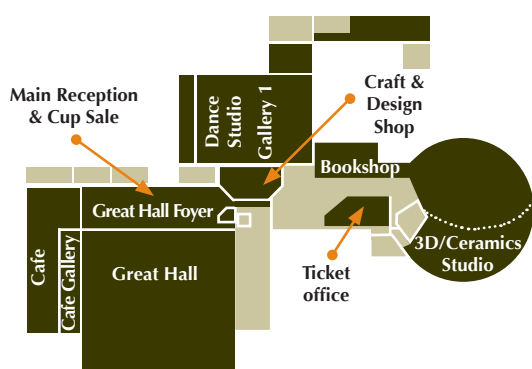 Main Reception
& Cup Sale
Craft &
Design
Shop
Dance
Studio
Gallery 1
Bookshop
Great Hall Foyer
3D/Ceramics
Studio
Cafe
Cafe Gallery
Great Hall
Ticket
office